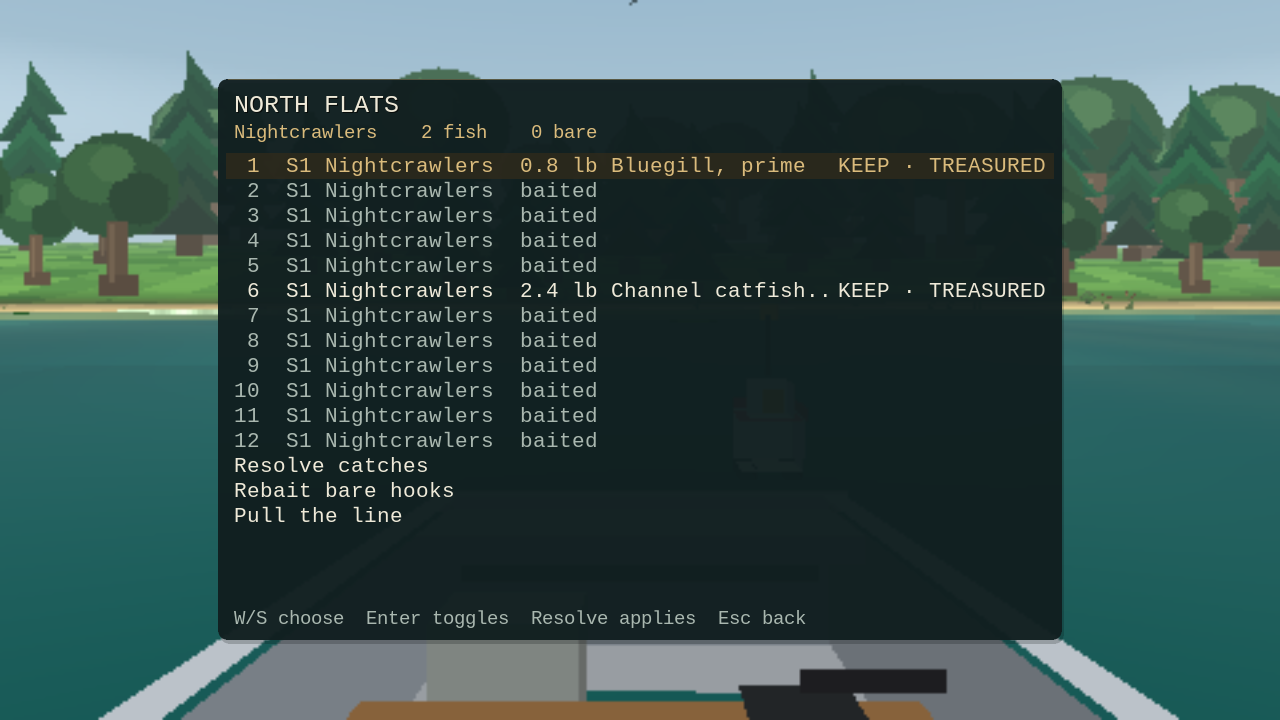 NORTH FLATS
Nightcrawlers 2 fish 0 bare
1 S1 Nightcrawlers 0.8 lb Bluegill, prime KEEP · TREASURED
2 S1 Nightcrawlers baited
3 S1 Nightcrawlers baited
4 S1 Nightcrawlers baited
5 S1 Nightcrawlers baited
6 S1 Nightcrawlers 2.4 lb Channel catfish.. KEEP · TREASURED
7 S1 Nightcrawlers baited
8 S1 Nightcrawlers baited
9 S1 Nightcrawlers baited
10 S1 Nightcrawlers baited
11 S1 Nightcrawlers baited
12 S1 Nightcrawlers baited
Resolve catches
Rebait bare hooks
Pull the line
W/S choose Enter toggles Resolve applies Esc back